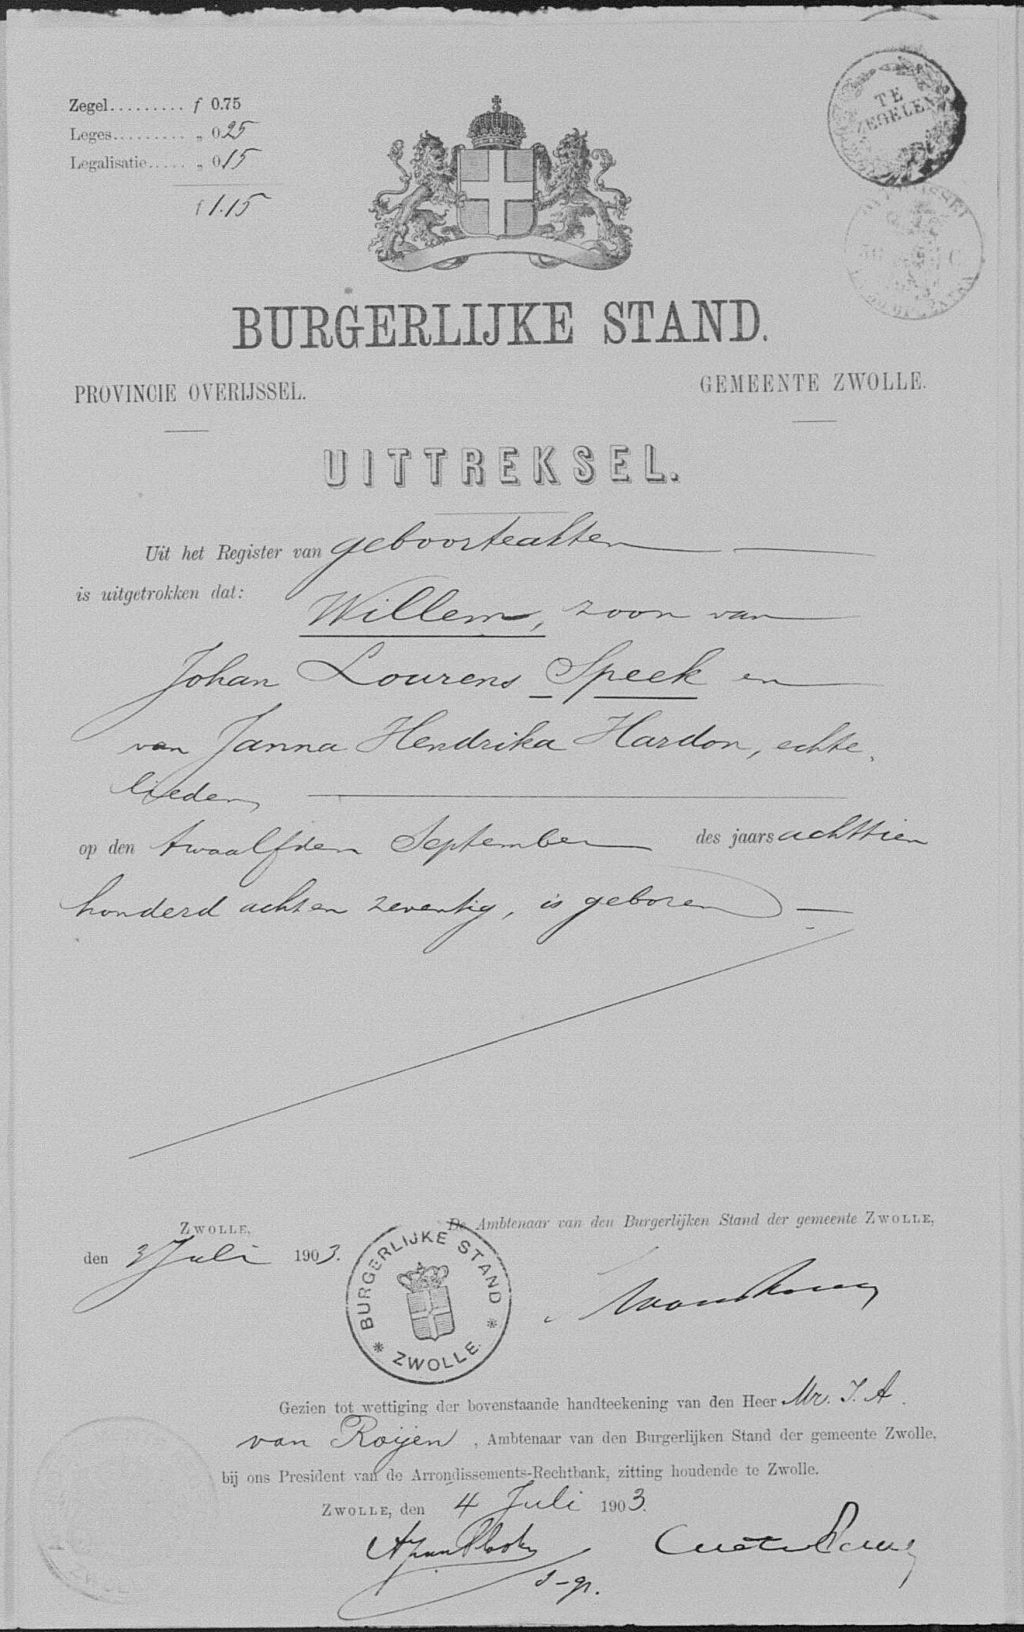 Zegel......... f 0.75
Leges......... „ 0.25
Legalisatie..... „ 0.15
f 1.15
TE
ZEGELEN
BURGERLIJKE STAND.
PROVINCIE OVERIJSSEL.
GEMEENTE ZWOLLE.
UITTREKSEL.
Uit het Register van geboorteakten
is uitgetrokken dat:
Willem, zoon van
Johan Lourens Speek en
van Janna Hendrika Hardon, echte,
lieden,
op den twaalfden September des jaars achttien
honderd acht en zeventig, is geboren
ZWOLLE,
De Ambtenaar van den Burgerlijken Stand der gemeente ZWOLLE,
den 3 Juli 1903.
BURGERLIJKE STAND
* ZWOLLE. *
Gezien tot wettiging der bovenstaande handteekening van den Heer Mr. I. A.
van Roijen, Ambtenaar van den Burgerlijken Stand der gemeente Zwolle,
bij ons President van de Arrondissements-Rechtbank, zitting houdende te Zwolle.
ZWOLLE, den 4 Juli 1903.